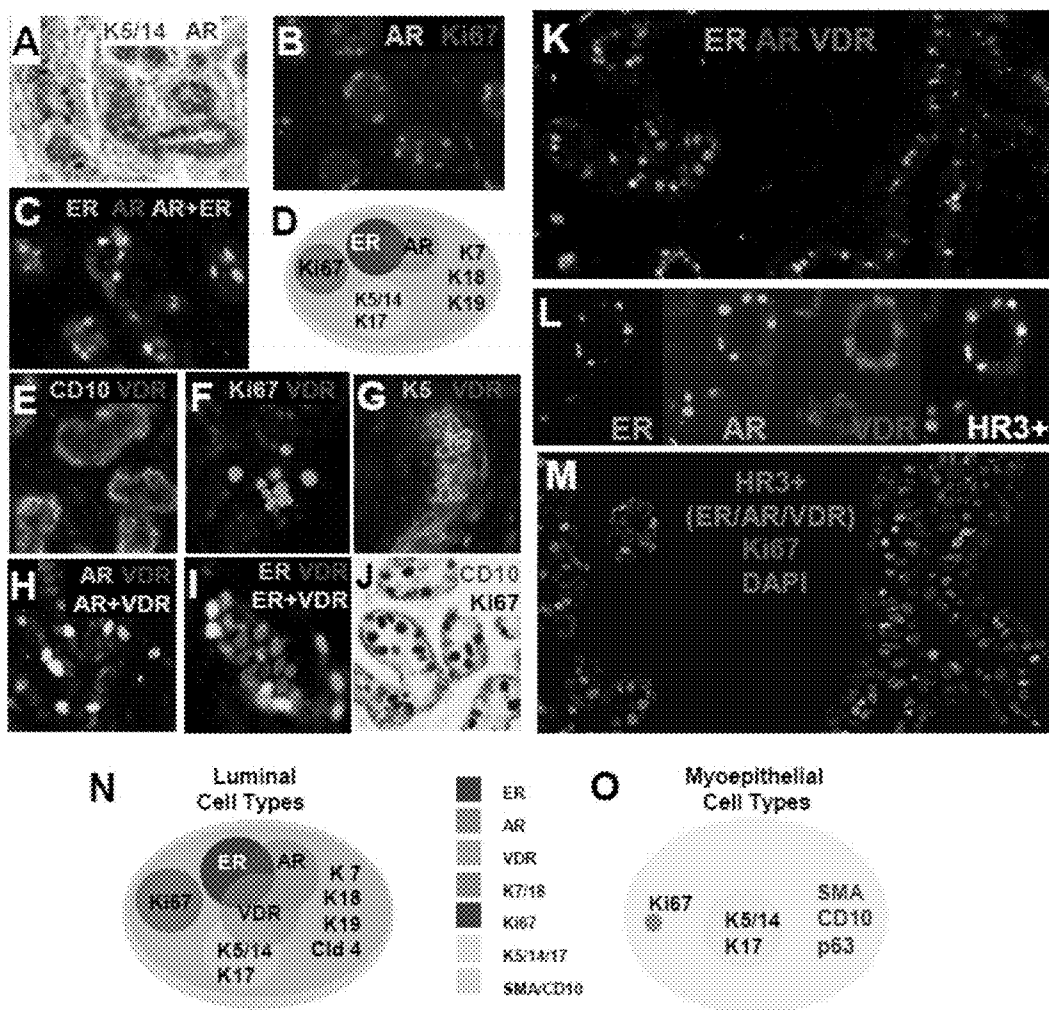 A
K5/14 AR
B
AR Ki67
C
ER AR AR+ER
D
ER
AR
Ki67
K7
K18
K19
K5/14
K17
E
CD10 VDR
F
Ki67 VDR
G
K5 VDR
H
AR VDR
AR+VDR
I
ER VDR
ER+VDR
J
CD10
Ki67
K
ER AR VDR
L
ER
AR
VDR
HR3+
M
HR3+
(ER/AR/VDR)
Ki67
DAPI
N
Luminal
Cell Types
ER
AR
Ki67
VDR
K 7
K18
K19
Cld 4
K5/14
K17
ER
AR
VDR
K7/18
Ki67
K5/14/17
SMA/CD10
O
Myoepithelial
Cell Types
Ki67
K5/14
K17
SMA
CD10
p63